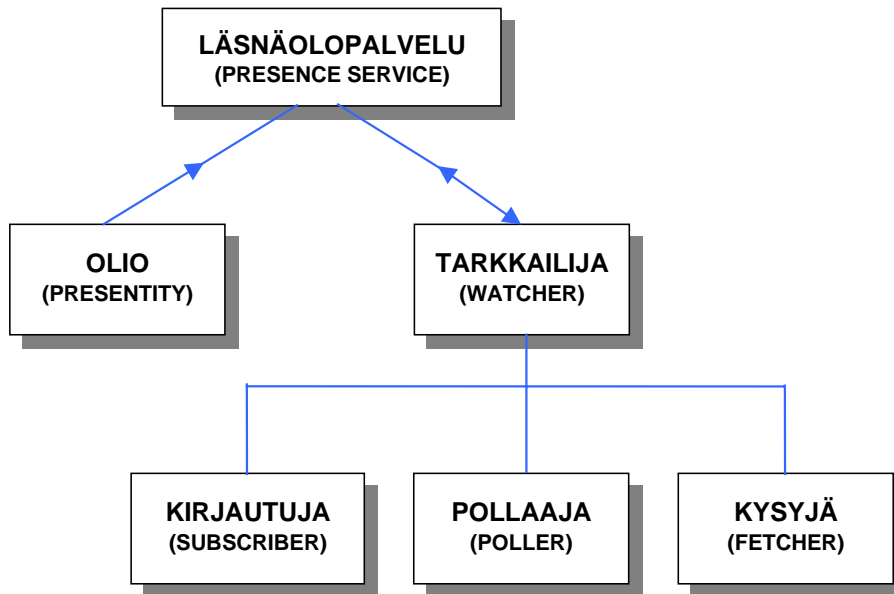 LÄSNÄOLOPALVELU
(PRESENCE SERVICE)
OLIO
(PRESENTITY)
TARKKAILIJA
(WATCHER)
KIRJAUTUJA
(SUBSCRIBER)
POLLAAJA
(POLLER)
KYSYJÄ
(FETCHER)